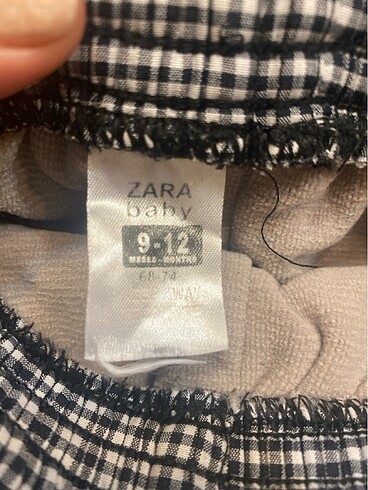 ZARA
baby
9-12
MESES - MONTHS
68-74